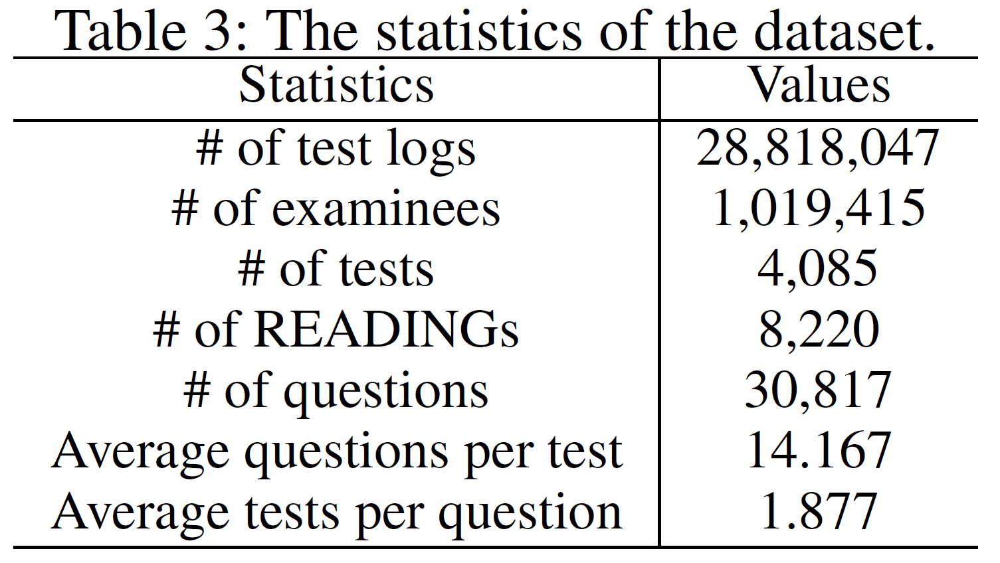 Table 3: The statistics of the dataset.
Statistics Values
# of test logs 28,818,047
# of examinees 1,019,415
# of tests 4,085
# of READINGs 8,220
# of questions 30,817
Average questions per test 14.167
Average tests per question 1.877